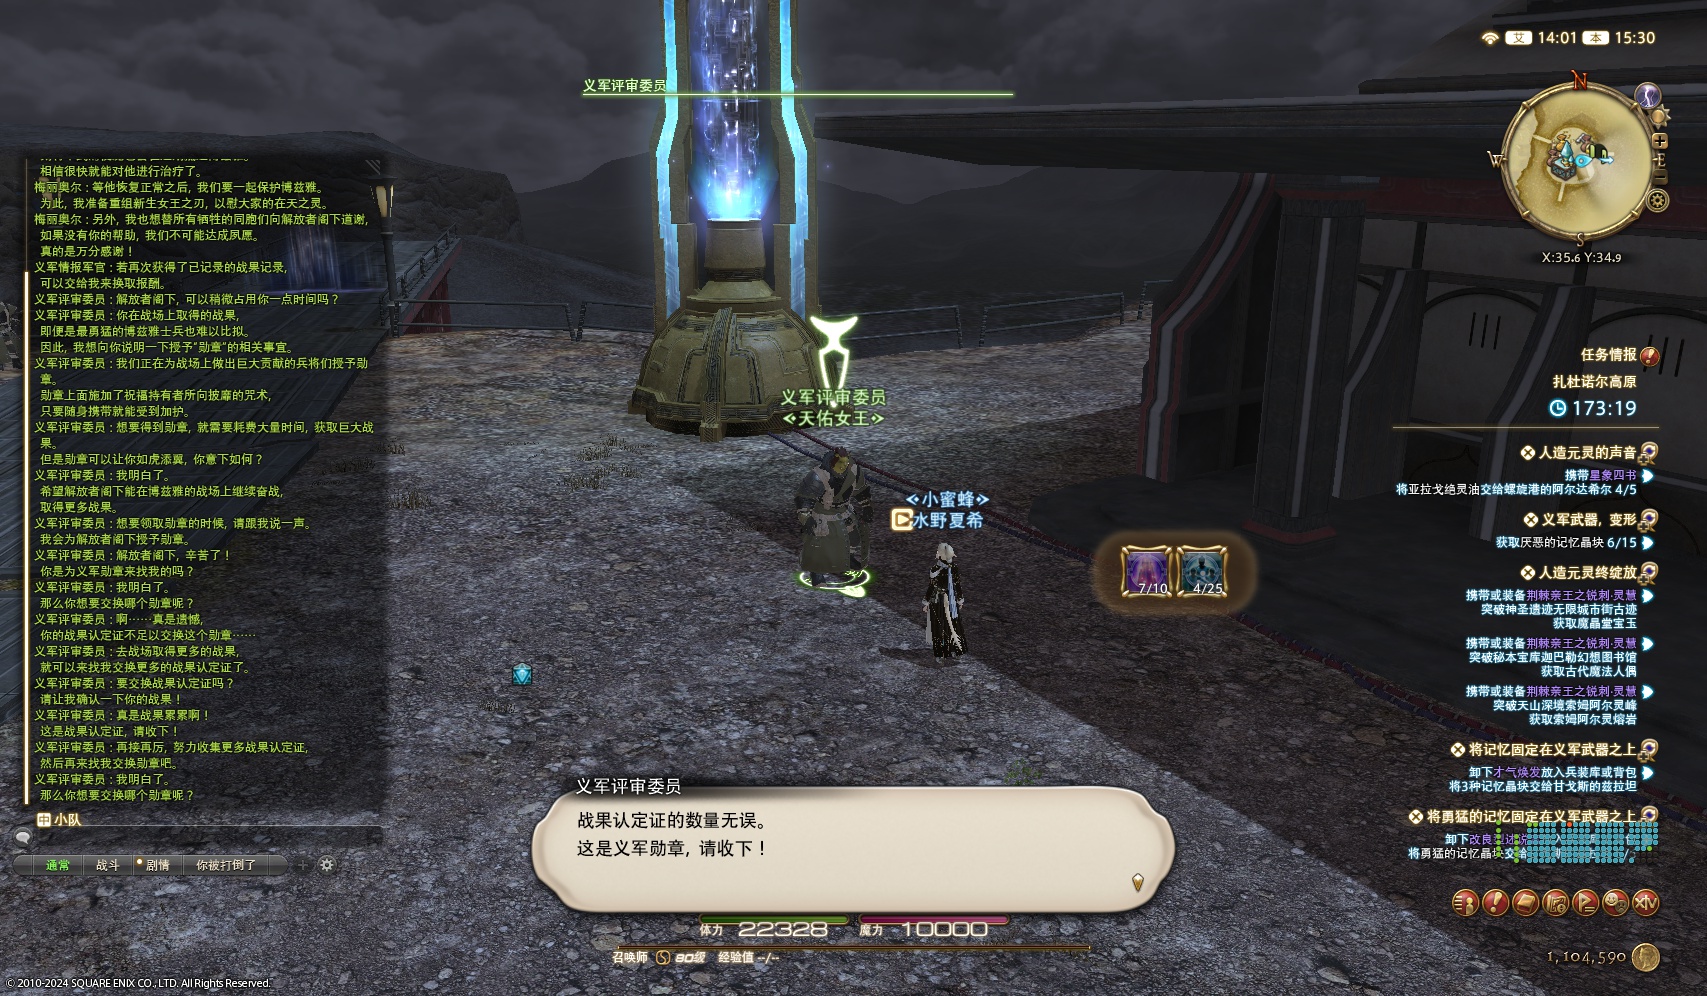 艾 14:01 本 15:30
N
W
E
S
X:35.6 Y:34.9
义军评审委员
相信很快就能对他进行治疗了。
梅丽奥尔：等他恢复正常之后，我们要一起保护博兹雅。
为此，我准备重组新生女王之刃，以慰大家的在天之灵。
梅丽奥尔：另外，我也想替所有牺牲的同胞们向解放者阁下道谢，
如果没有你的帮助，我们不可能达成夙愿。
真的是万分感谢！
义军情报军官：若再次获得了已记录的战果记录，
可以交给我来换取报酬。
义军评审委员：解放者阁下，可以稍微占用你一点时间吗？
义军评审委员：你在战场上取得的战果，
即便是最勇猛的博兹雅士兵也难以比拟。
因此，我想向你说明一下授予“勋章”的相关事宜。
义军评审委员：我们正在为战场上做出巨大贡献的兵将们授予勋
章。
勋章上面施加了祝福持有者所向披靡的咒术，
只要随身携带就能受到加护。
义军评审委员：想要得到勋章，就需要耗费大量时间，获取巨大战
果。
但是勋章可以让你如虎添翼，你意下如何？
义军评审委员：我明白了。
希望解放者阁下能在博兹雅的战场上继续奋战，
取得更多战果。
义军评审委员：想要领取勋章的时候，请跟我说一声。
我会为解放者阁下授予勋章。
义军评审委员：解放者阁下，辛苦了！
你是为义军勋章来找我的吗？
义军评审委员：我明白了。
那么你想要交换哪个勋章呢？
义军评审委员：啊……真是遗憾，
你的战果认定证不足以交换这个勋章……
义军评审委员：去战场取得更多的战果，
就可以来找我交换更多的战果认定证了。
义军评审委员：要交换战果认定证吗？
请让我确认一下你的战果！
义军评审委员：真是战果累累啊！
这是战果认定证，请收下！
义军评审委员：再接再厉，努力收集更多战果认定证，
然后再来找我交换勋章吧。
义军评审委员：我明白了。
那么你想要交换哪个勋章呢？
小队
通常 战斗 剧情 你被打倒了
义军评审委员
天佑女王
小蜜蜂
水野夏希
7/10 4/25
任务情报
扎杜诺尔高原
173:19
人造元灵的声音
携带星象四书
将亚拉戈绝灵油交给螺旋港的阿尔达希尔 4/5
义军武器，变形
获取厌恶的记忆晶块 6/15
人造元灵终绽放
携带或装备荆棘亲王之锐刺·灵慧
突破神圣遗迹无限城市街古迹
获取魔晶堂宝玉
携带或装备荆棘亲王之锐刺·灵慧
突破秘本宝库迦巴勒幻想图书馆
获取古代魔法人偶
携带或装备荆棘亲王之锐刺·灵慧
突破天山深境索姆阿尔灵峰
获取索姆阿尔灵熔岩
将记忆固定在义军武器之上
卸下才气焕发放入兵装库或背包
将3种记忆晶块交给甘戈斯的兹拉坦
将勇猛的记忆固定在义军武器之上
卸下改良
将勇猛的记忆晶块交给
义军评审委员
战果认定证的数量无误。
这是义军勋章，请收下！
体力 22328 魔力 10000
召唤师 80级 经验值 --/--
XIV
1,104,590
© 2010-2024 SQUARE ENIX CO., LTD. All Rights Reserved.